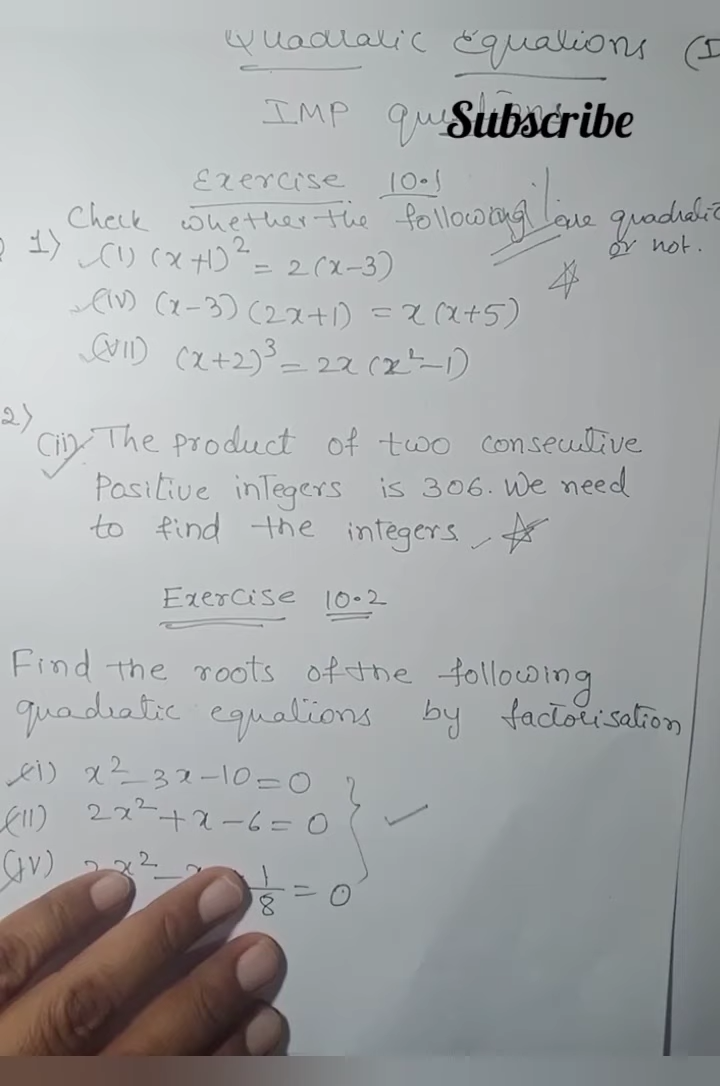 Quadratic Equations (I
IMP
Subscribe
Exercise 10.1
Check whether the following are quadratic
or not.
1) (i) (x+1)² = 2(x-3)
(iv) (x-3)(2x+1) = x(x+5)
(vii) (x+2)³ = 2x(x²-1)
2)
(ii) The product of two consecutive
Positive integers is 306. We need
to find the integers
Exercise 10.2
Find the roots of the following
quadratic equations by factorisation
(i) x²-3x-10=0
(ii) 2x²+x-6=0
(iv) 1/8 = 0